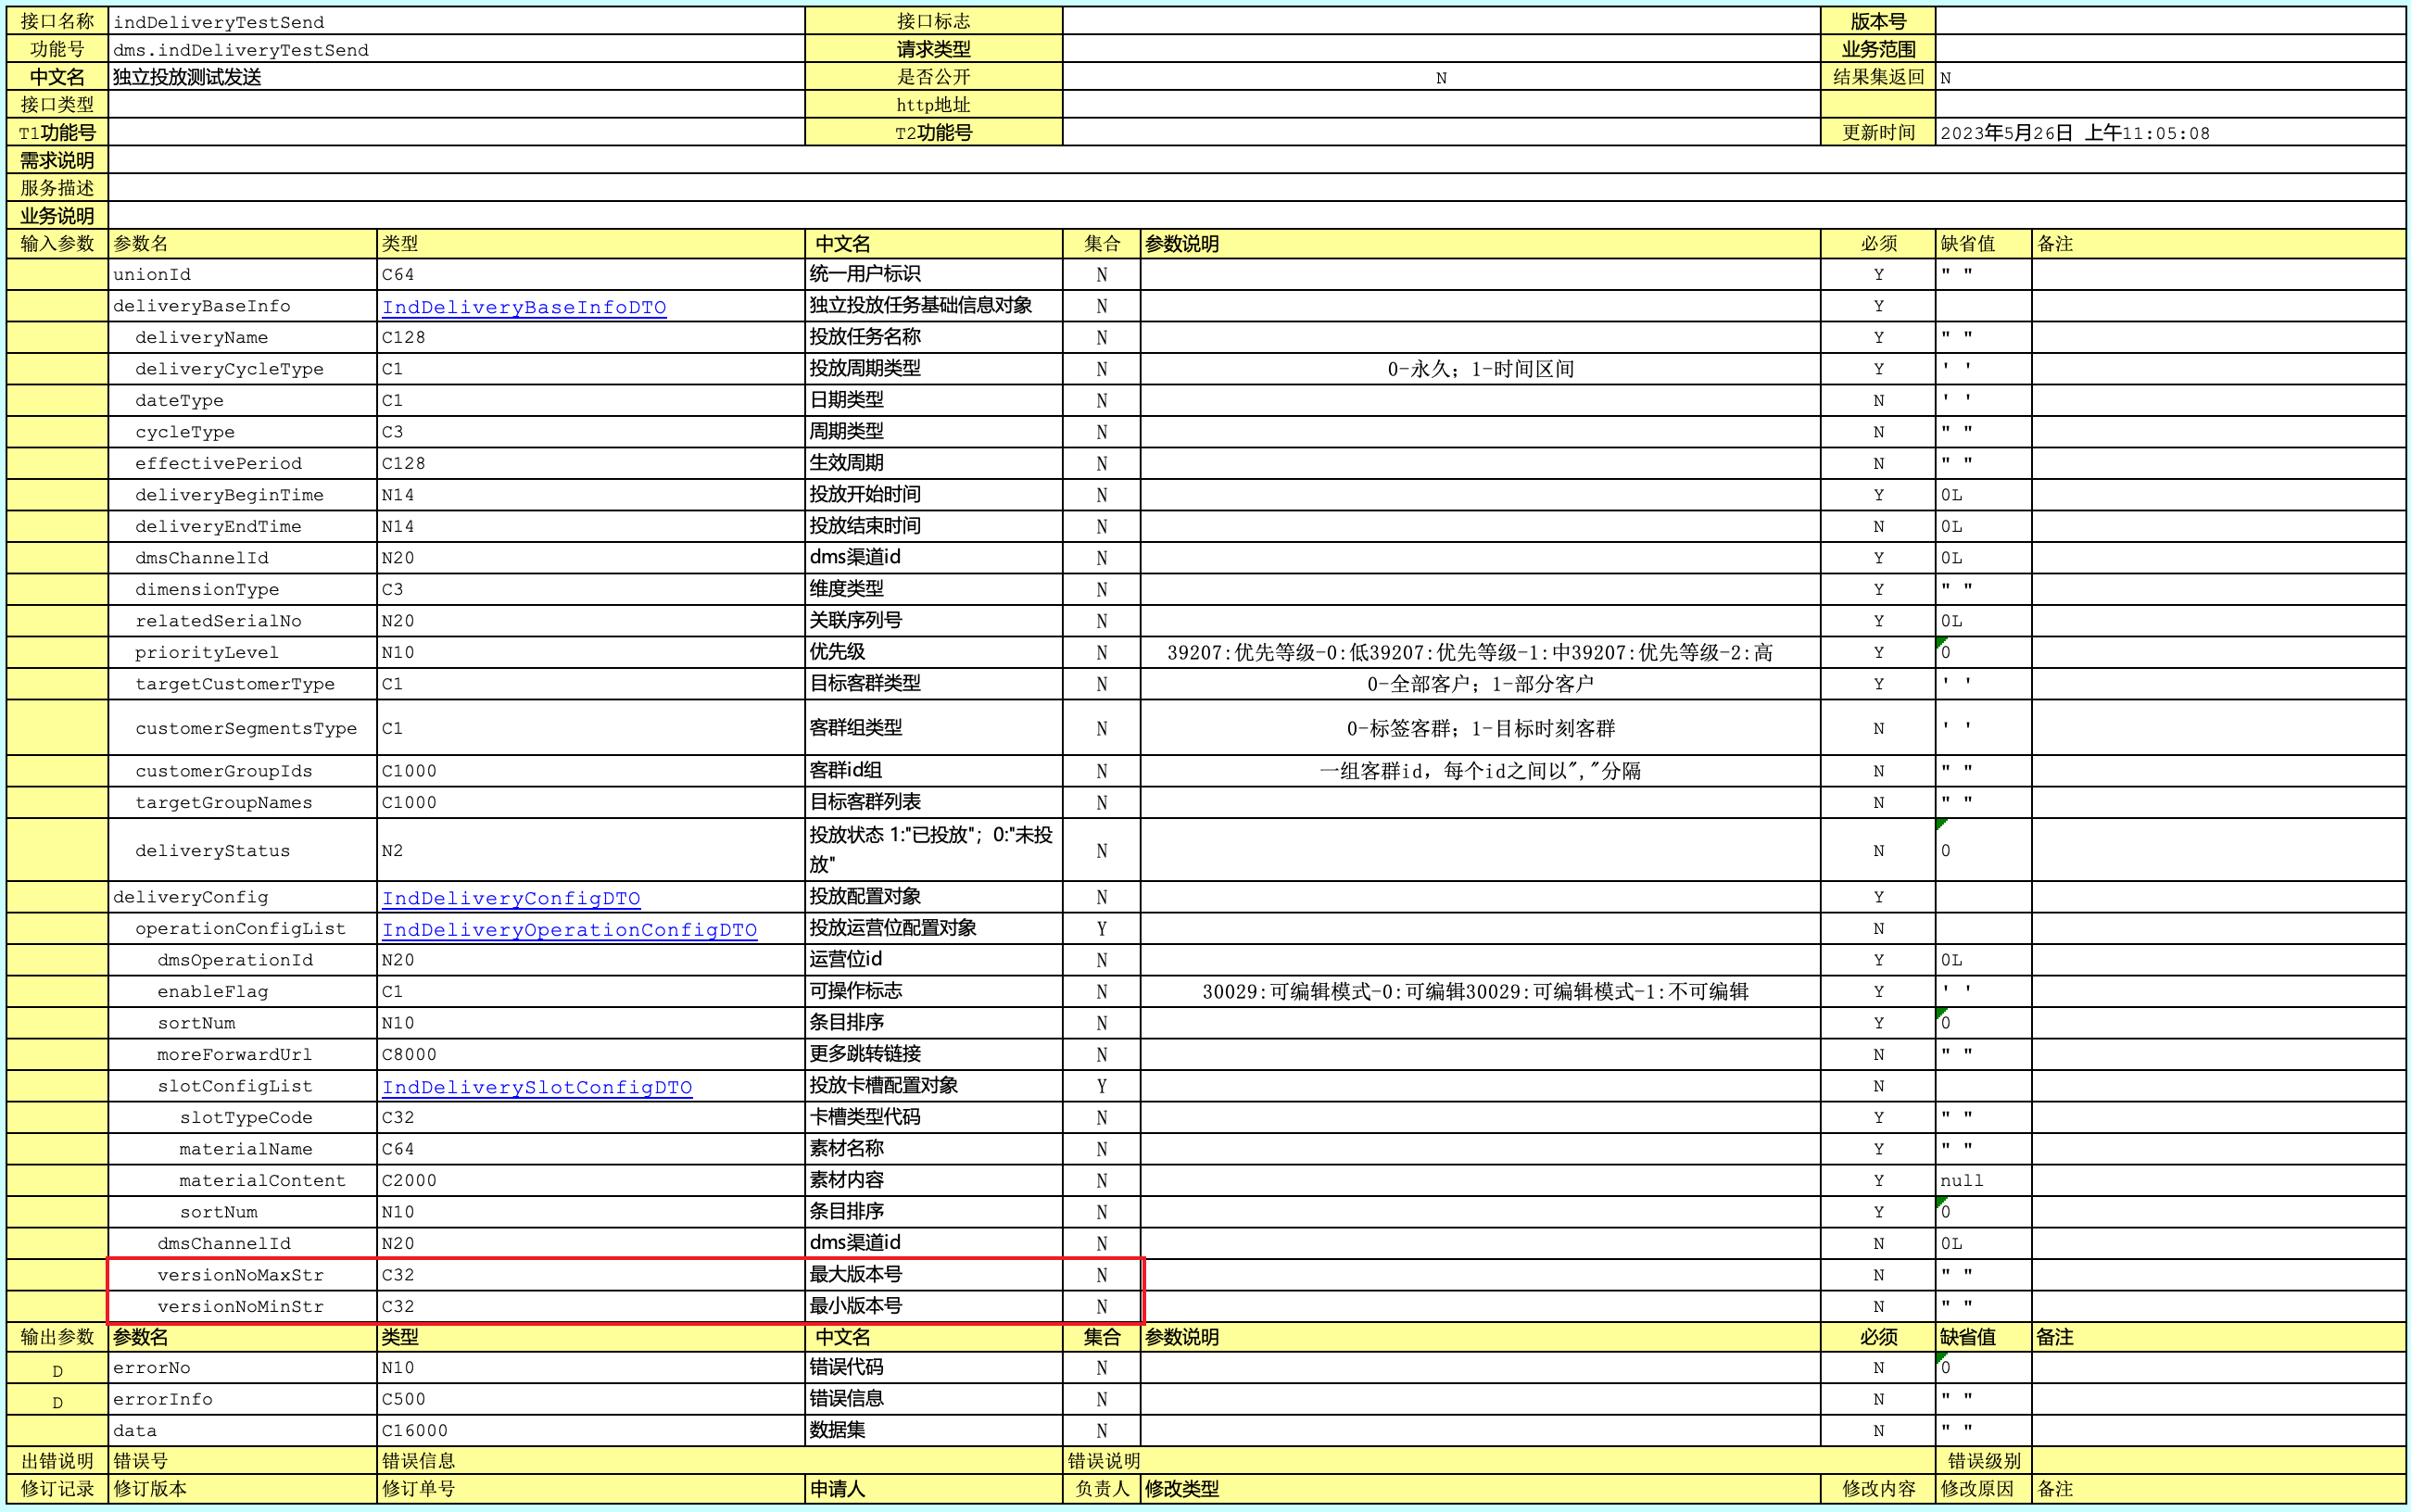 接口名称 indDeliveryTestSend 接口标志 版本号
功能号 dms.indDeliveryTestSend 请求类型 业务范围
中文名 独立投放测试发送 是否公开 N 结果集返回 N
接口类型 http地址
T1功能号 T2功能号 更新时间 2023年5月26日 上午11:05:08
需求说明
服务描述
业务说明
输入参数 参数名 类型 中文名 集合 参数说明 必须 缺省值 备注
unionId C64 统一用户标识 N Y " "
deliveryBaseInfo IndDeliveryBaseInfoDTO 独立投放任务基础信息对象 N Y
deliveryName C128 投放任务名称 N Y " "
deliveryCycleType C1 投放周期类型 N 0-永久；1-时间区间 Y ' '
dateType C1 日期类型 N N ' '
cycleType C3 周期类型 N N " "
effectivePeriod C128 生效周期 N N " "
deliveryBeginTime N14 投放开始时间 N Y 0L
deliveryEndTime N14 投放结束时间 N N 0L
dmsChannelId N20 dms渠道id N Y 0L
dimensionType C3 维度类型 N Y " "
relatedSerialNo N20 关联序列号 N Y 0L
priorityLevel N10 优先级 N 39207:优先等级-0:低39207:优先等级-1:中39207:优先等级-2:高 Y 0
targetCustomerType C1 目标客群类型 N 0-全部客户；1-部分客户 Y ' '
customerSegmentsType C1 客群组类型 N 0-标签客群；1-目标时刻客群 N ' '
customerGroupIds C1000 客群id组 N 一组客群id，每个id之间以","分隔 N " "
targetGroupNames C1000 目标客群列表 N N " "
deliveryStatus N2 投放状态 1:"已投放"；0:"未投放" N N 0
deliveryConfig IndDeliveryConfigDTO 投放配置对象 N Y
operationConfigList IndDeliveryOperationConfigDTO 投放运营位配置对象 Y N
dmsOperationId N20 运营位id N Y 0L
enableFlag C1 可操作标志 N 30029:可编辑模式-0:可编辑30029:可编辑模式-1:不可编辑 Y ' '
sortNum N10 条目排序 N Y 0
moreForwardUrl C8000 更多跳转链接 N N " "
slotConfigList IndDeliverySlotConfigDTO 投放卡槽配置对象 Y N
slotTypeCode C32 卡槽类型代码 N Y " "
materialName C64 素材名称 N Y " "
materialContent C2000 素材内容 N Y null
sortNum N10 条目排序 N Y 0
dmsChannelId N20 dms渠道id N N 0L
versionNoMaxStr C32 最大版本号 N N " "
versionNoMinStr C32 最小版本号 N N " "
输出参数 参数名 类型 中文名 集合 参数说明 必须 缺省值 备注
D errorNo N10 错误代码 N N 0
D errorInfo C500 错误信息 N N " "
data C16000 数据集 N N " "
出错说明 错误号 错误信息 错误说明 错误级别
修订记录 修订版本 修订单号 申请人 负责人 修改类型 修改内容 修改原因 备注